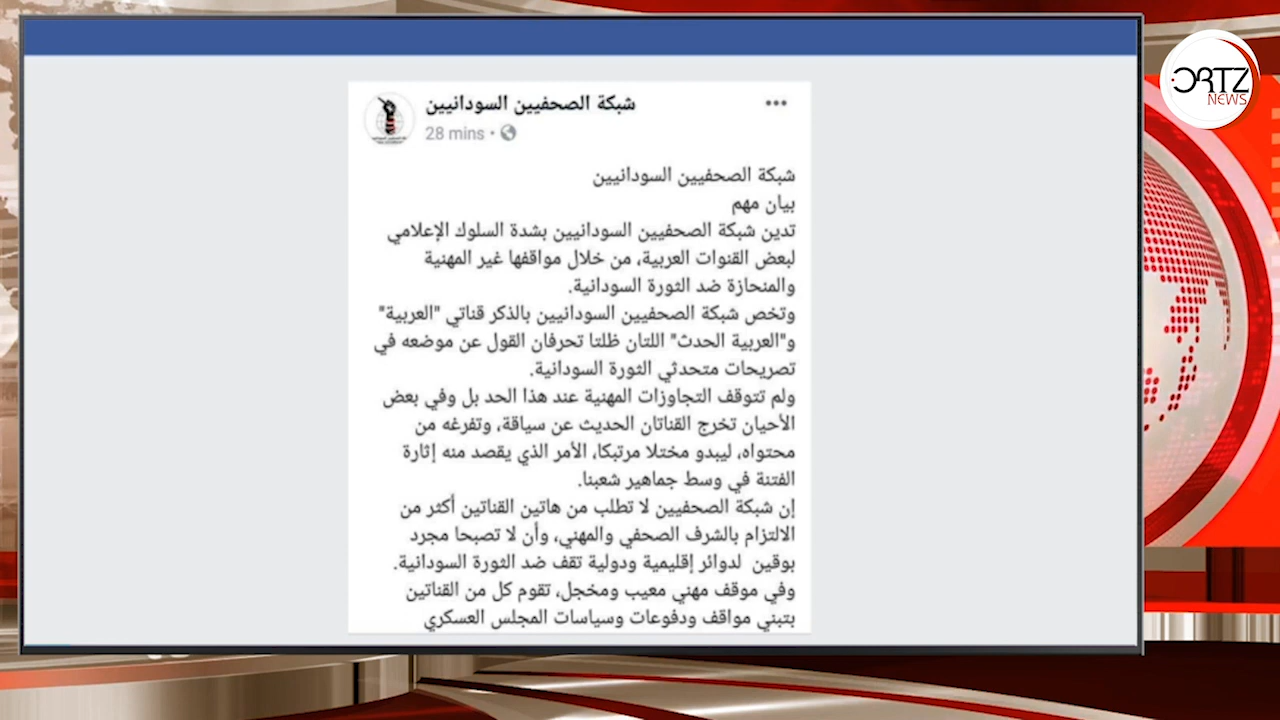 ORTZ
NEWS
شبكة الصحفيين السودانيين
28 mins
شبكة الصحفيين السودانيين
بيان مهم
تدين شبكة الصحفيين السودانيين بشدة السلوك الإعلامي
لبعض القنوات العربية، من خلال مواقفها غير المهنية
والمنحازة ضد الثورة السودانية.
وتخص شبكة الصحفيين السودانيين بالذكر قناتي "العربية"
و"العربية الحدث" اللتان ظلتا تحرفان القول عن موضعه في
تصريحات متحدثي الثورة السودانية.
ولم تتوقف التجاوزات المهنية عند هذا الحد بل وفي بعض
الأحيان تخرج القناتان الحديث عن سياقة، وتفرغه من
محتواه، ليبدو مختلا مرتبكا، الأمر الذي يقصد منه إثارة
الفتنة في وسط جماهير شعبنا.
إن شبكة الصحفيين لا تطلب من هاتين القناتين أكثر من
الالتزام بالشرف الصحفي والمهني، وأن لا تصبحا مجرد
بوقين لدوائر إقليمية ودولية تقف ضد الثورة السودانية.
وفي موقف مهني معيب ومخجل، تقوم كل من القناتين
بتبني مواقف ودفوعات وسياسات المجلس العسكري